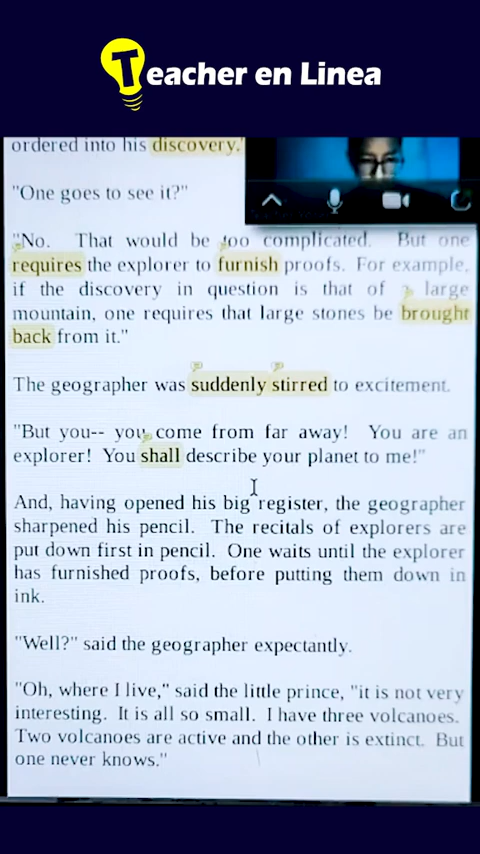 Teacher en Linea
ordered into his discovery."
"One goes to see it?"
"No. That would be too complicated. But one
requires the explorer to furnish proofs. For example,
if the discovery in question is that of a large
mountain, one requires that large stones be brought
back from it."
The geographer was suddenly stirred to excitement.
"But you-- you come from far away! You are an
explorer! You shall describe your planet to me!"
And, having opened his big register, the geographer
sharpened his pencil. The recitals of explorers are
put down first in pencil. One waits until the explorer
has furnished proofs, before putting them down in
ink.
"Well?" said the geographer expectantly.
"Oh, where I live," said the little prince, "it is not very
interesting. It is all so small. I have three volcanoes.
Two volcanoes are active and the other is extinct. But
one never knows."